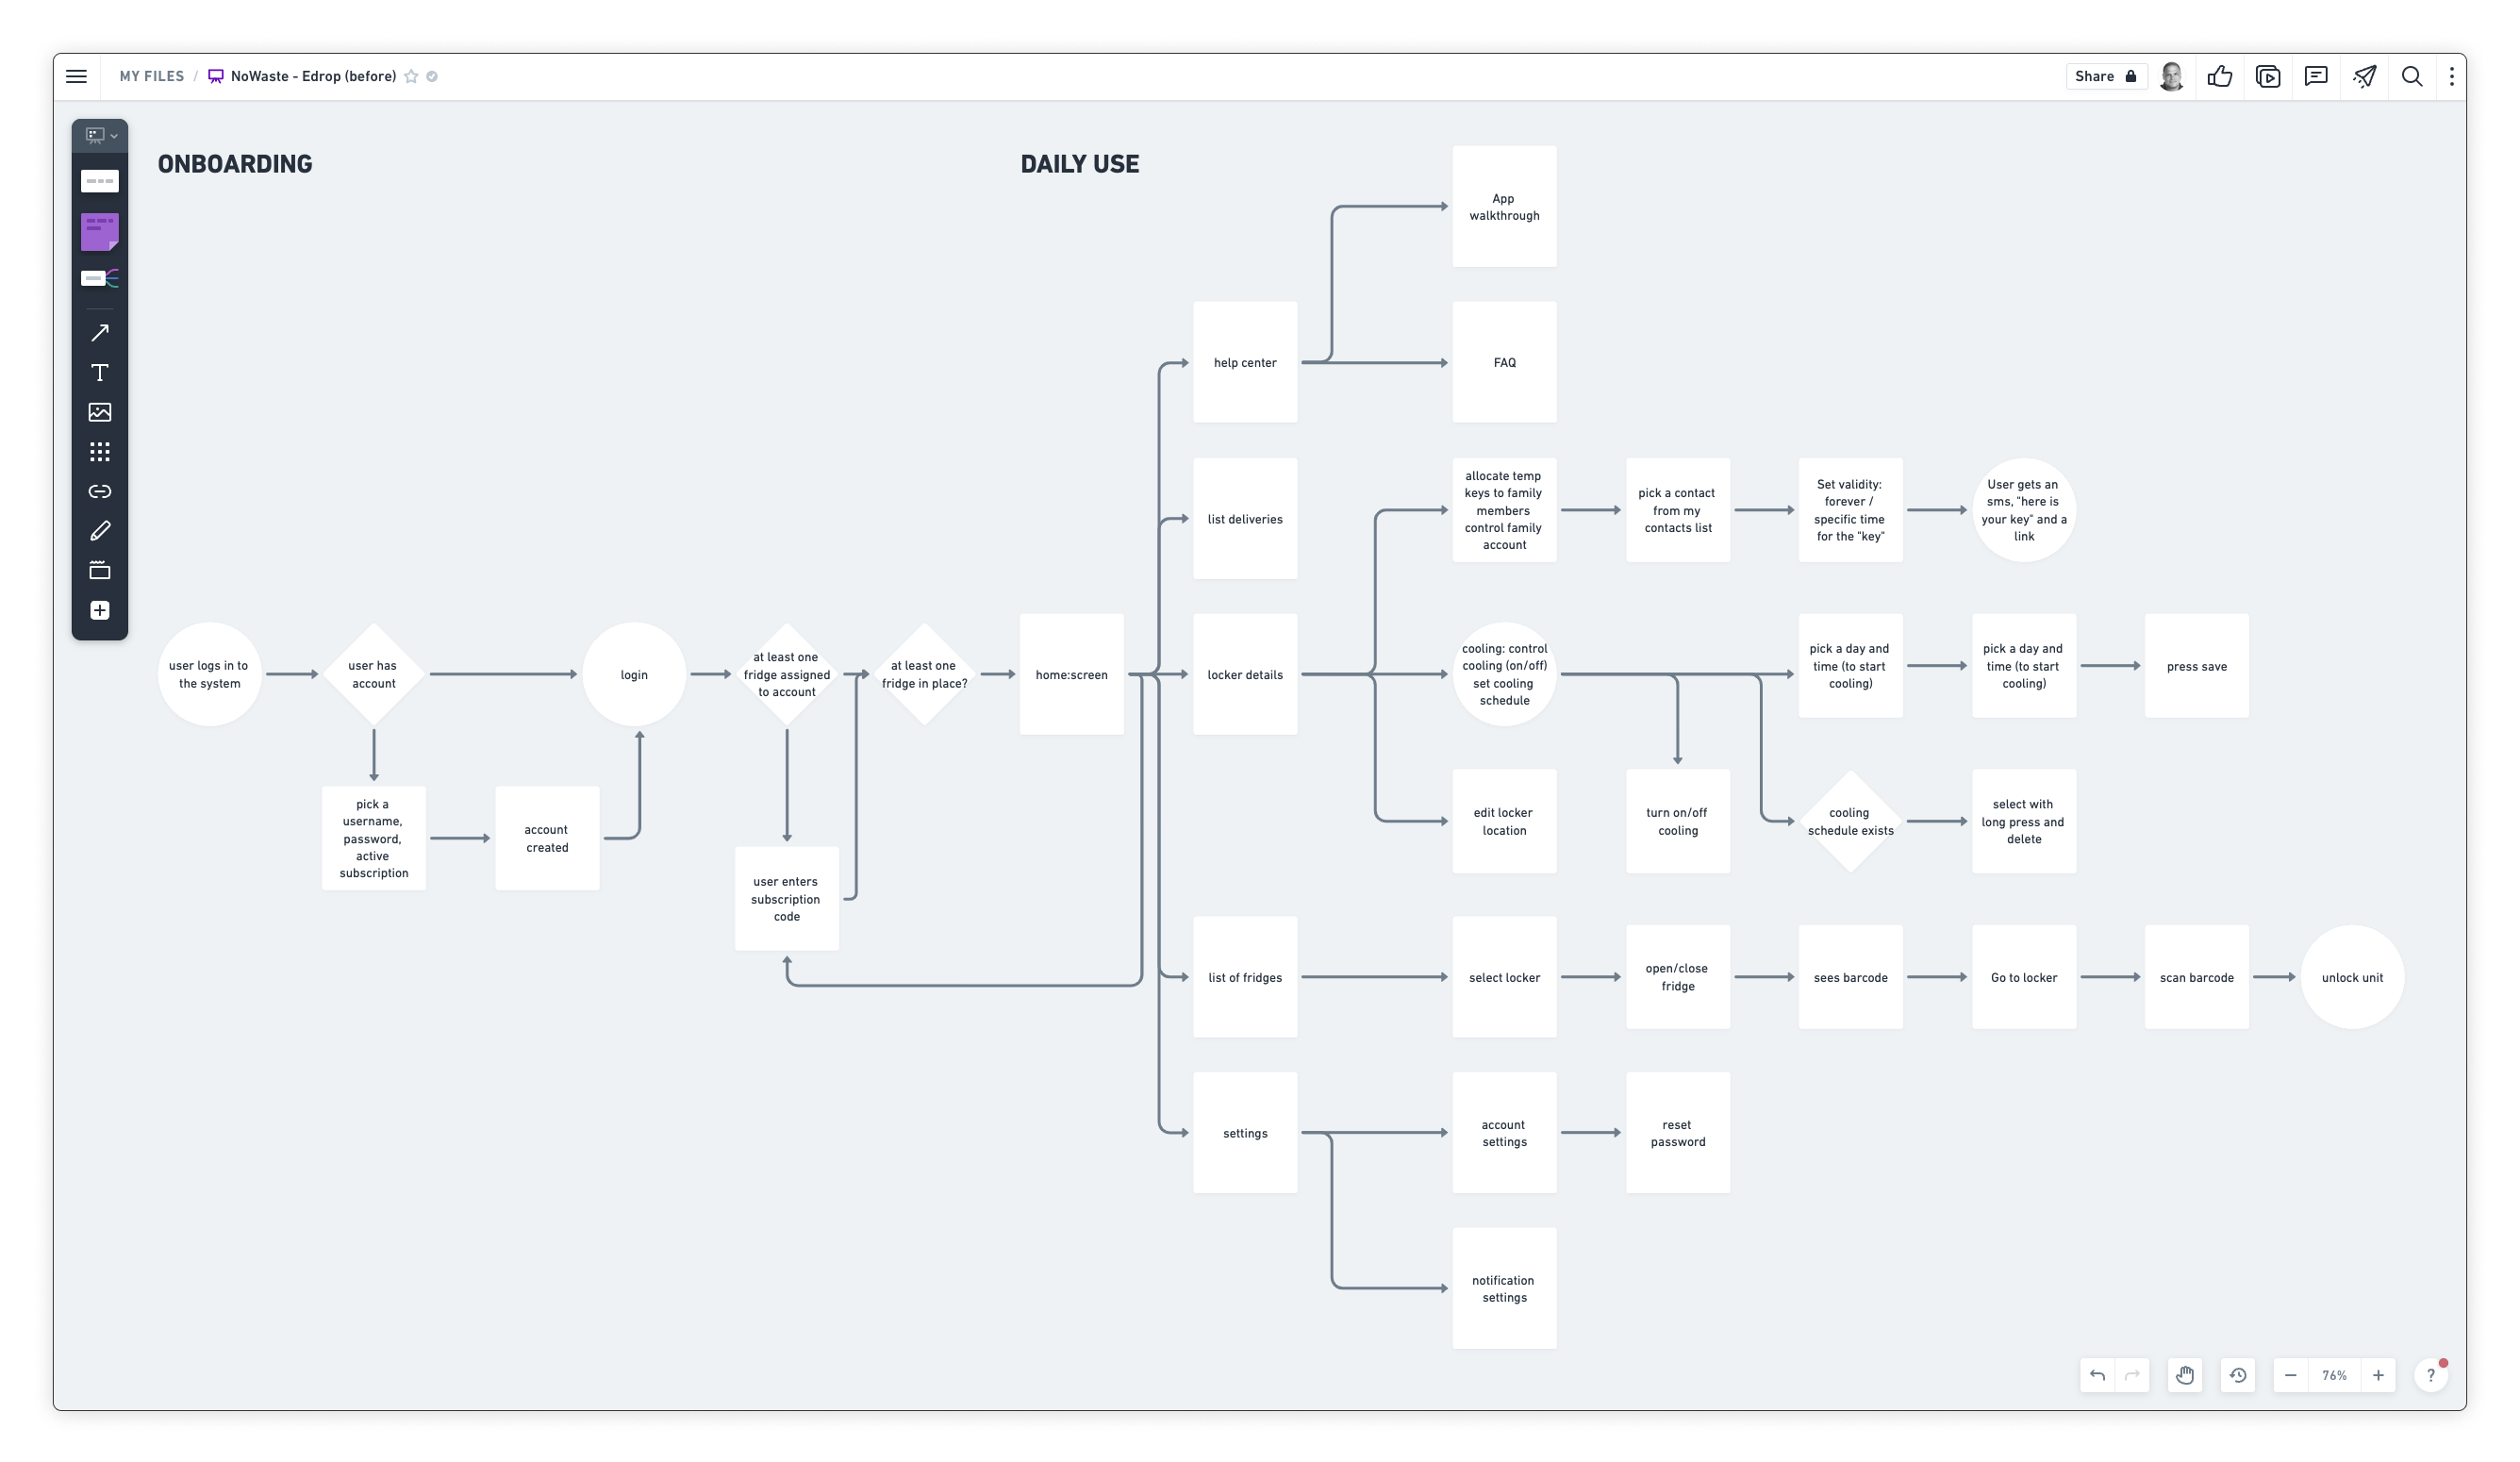 MY FILES / NoWaste - Edrop (before)
Share
ONBOARDING
DAILY USE
App
walkthrough
help center
FAQ
list deliveries
allocate temp
keys to family
members
control family
account
pick a contact
from my
contacts list
Set validity:
forever /
specific time
for the "key"
User gets an
sms, "here is
your key" and a
link
user logs in to
the system
user has
account
login
at least one
fridge assigned
to account
at least one
fridge in place?
home:screen
locker details
cooling: control
cooling (on/off)
set cooling
schedule
pick a day and
time (to start
cooling)
pick a day and
time (to start
cooling)
press save
pick a
username,
password,
active
subscription
account
created
user enters
subscription
code
edit locker
location
turn on/off
cooling
cooling
schedule exists
select with
long press and
delete
list of fridges
select locker
open/close
fridge
sees barcode
Go to locker
scan barcode
unlock unit
settings
account
settings
reset
password
notification
settings
76%
?